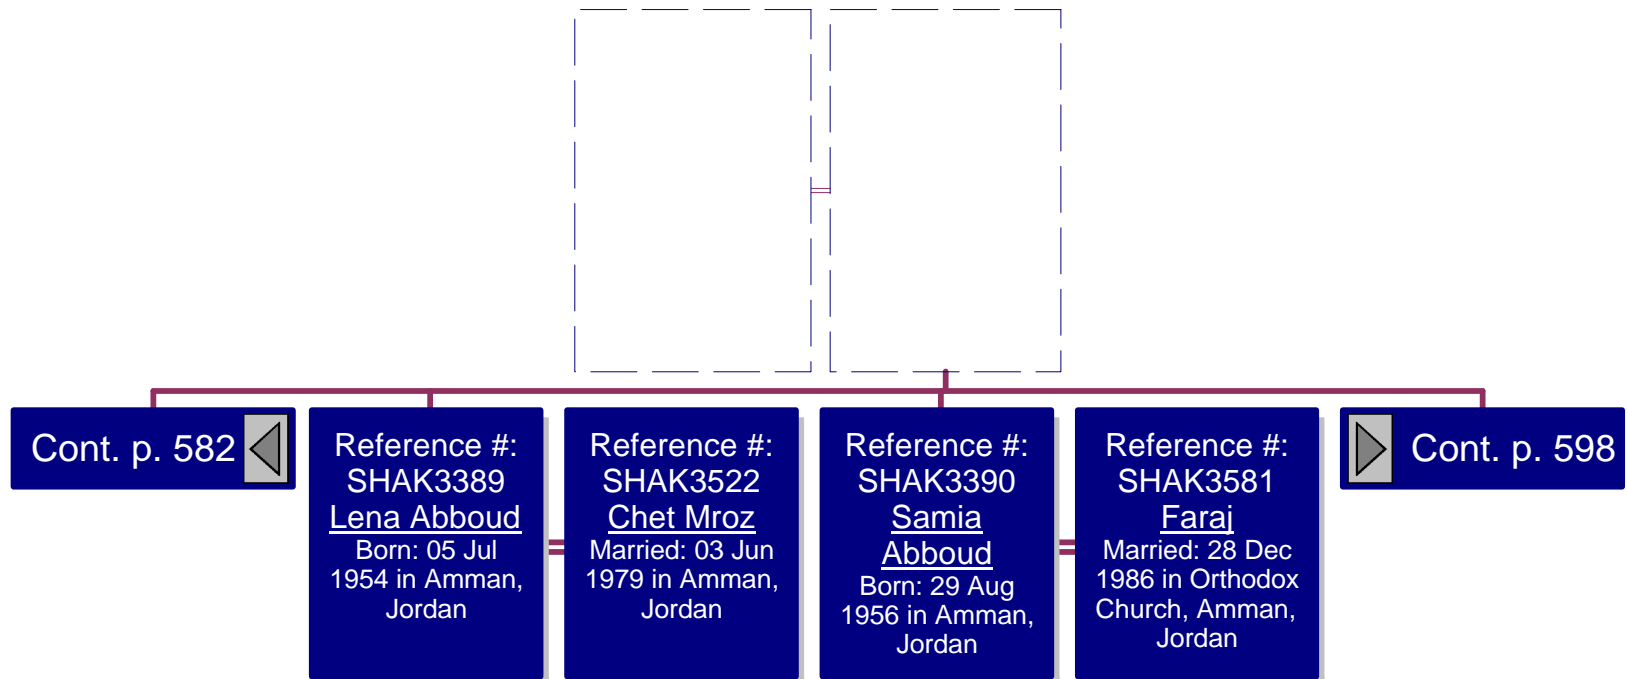 Cont. p. 582
Reference #:
SHAK3389
Lena Abboud
Born: 05 Jul
1954 in Amman,
Jordan
Reference #:
SHAK3522
Chet Mroz
Married: 03 Jun
1979 in Amman,
Jordan
Reference #:
SHAK3390
Samia
Abboud
Born: 29 Aug
1956 in Amman,
Jordan
Reference #:
SHAK3581
Faraj
Married: 28 Dec
1986 in Orthodox
Church, Amman,
Jordan
Cont. p. 598